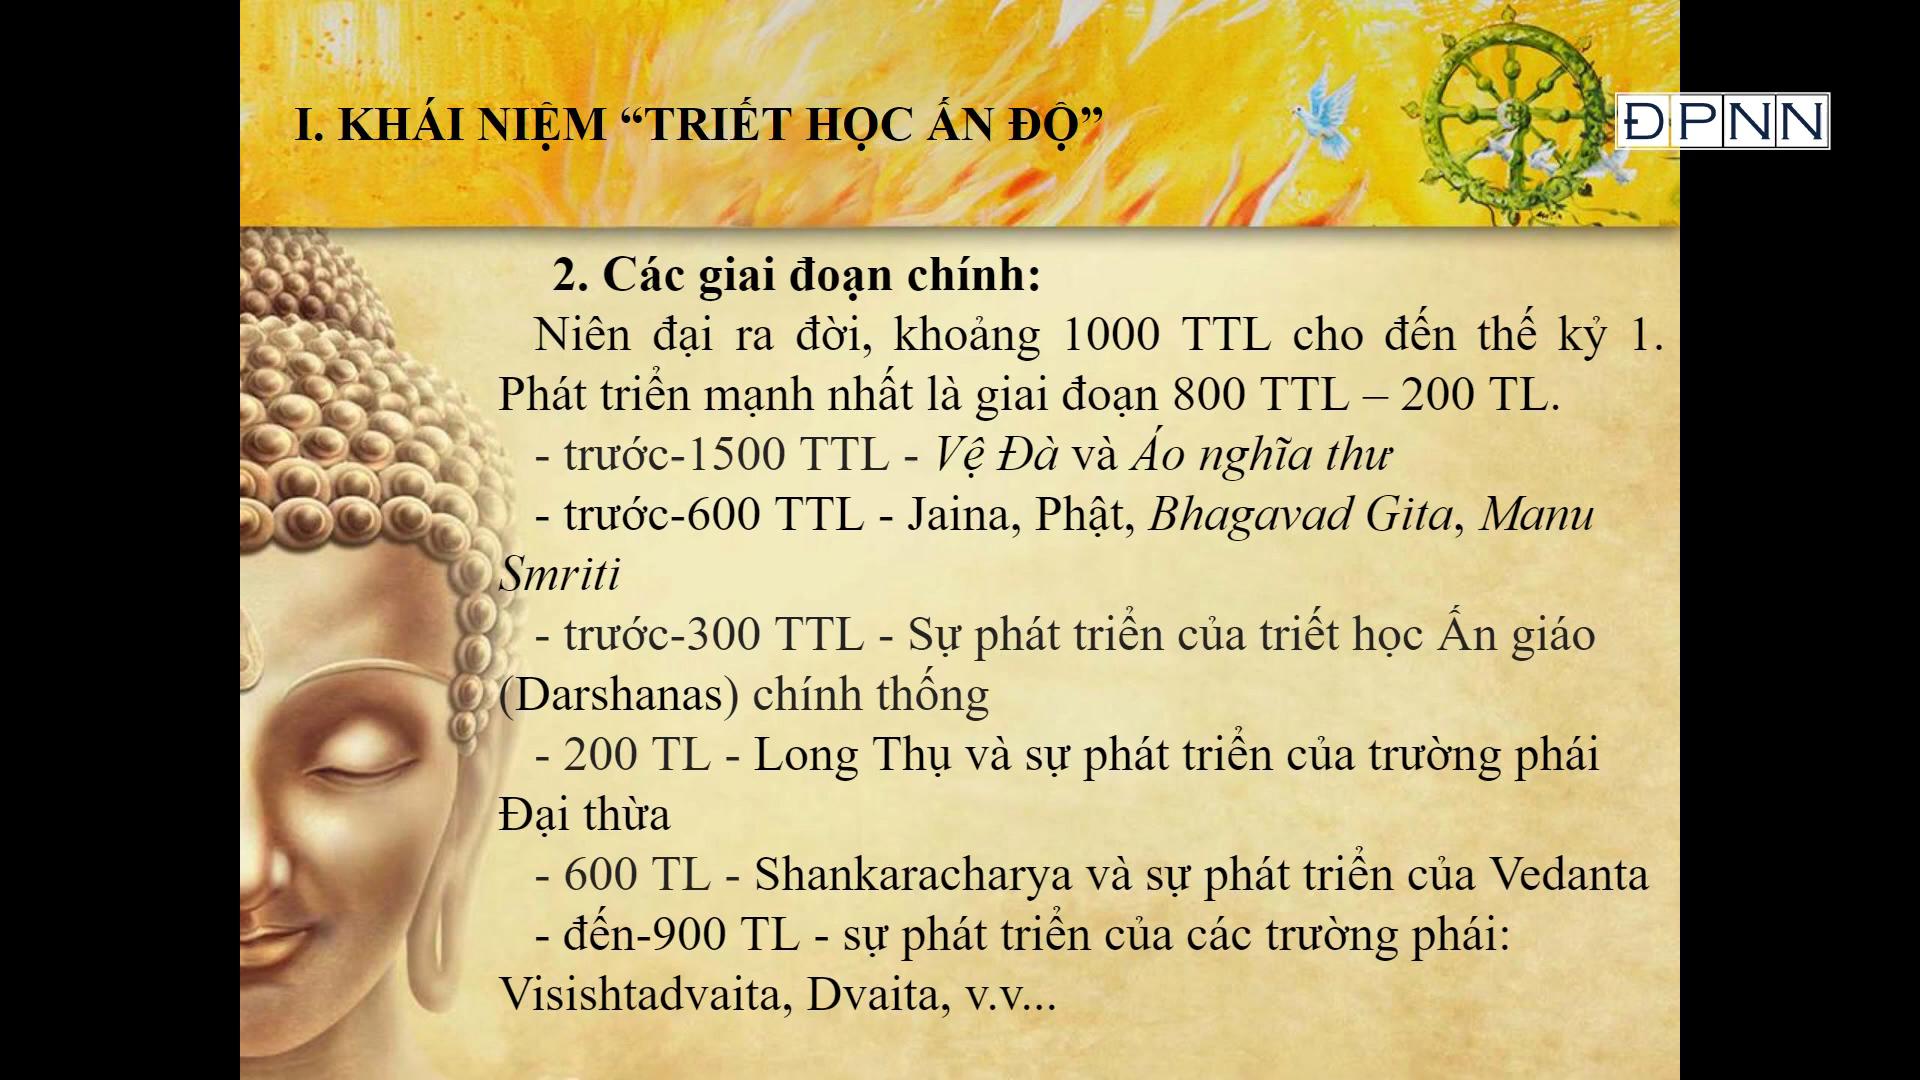 I. KHÁI NIỆM “TRIẾT HỌC ẤN ĐỘ”
ĐPNN
2. Các giai đoạn chính:
Niên đại ra đời, khoảng 1000 TTL cho đến thế kỷ 1.
Phát triển mạnh nhất là giai đoạn 800 TTL – 200 TL.
- trước-1500 TTL - Vệ Đà và Áo nghĩa thư
- trước-600 TTL - Jaina, Phật, Bhagavad Gita, Manu
Smriti
- trước-300 TTL - Sự phát triển của triết học Ấn giáo
(Darshanas) chính thống
- 200 TL - Long Thụ và sự phát triển của trường phái
Đại thừa
- 600 TL - Shankaracharya và sự phát triển của Vedanta
- đến-900 TL - sự phát triển của các trường phái:
Visishtadvaita, Dvaita, v.v...